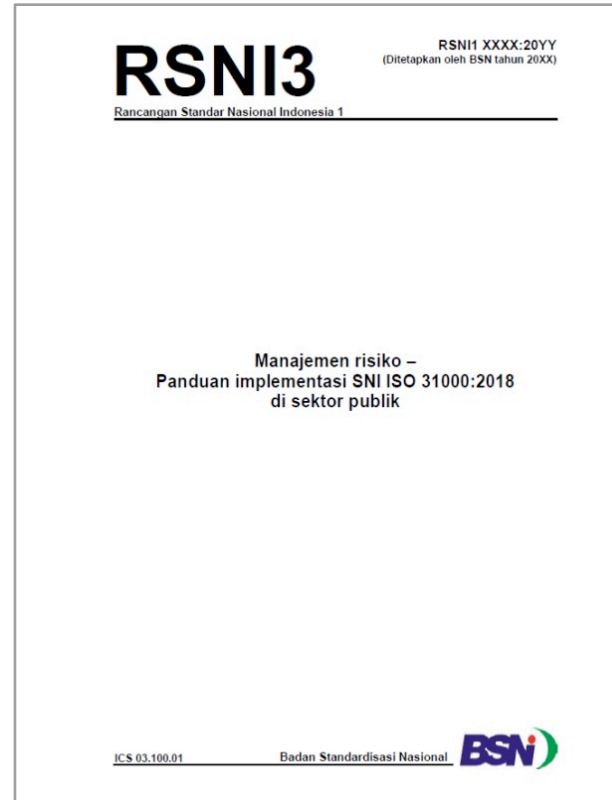 RSNI3
RSNI1 XXXX:20YY
(Ditetapkan oleh BSN tahun 20XX)
Rancangan Standar Nasional Indonesia 1
Manajemen risiko –
Panduan implementasi SNI ISO 31000:2018
di sektor publik
ICS 03.100.01
Badan Standardisasi Nasional
BSN